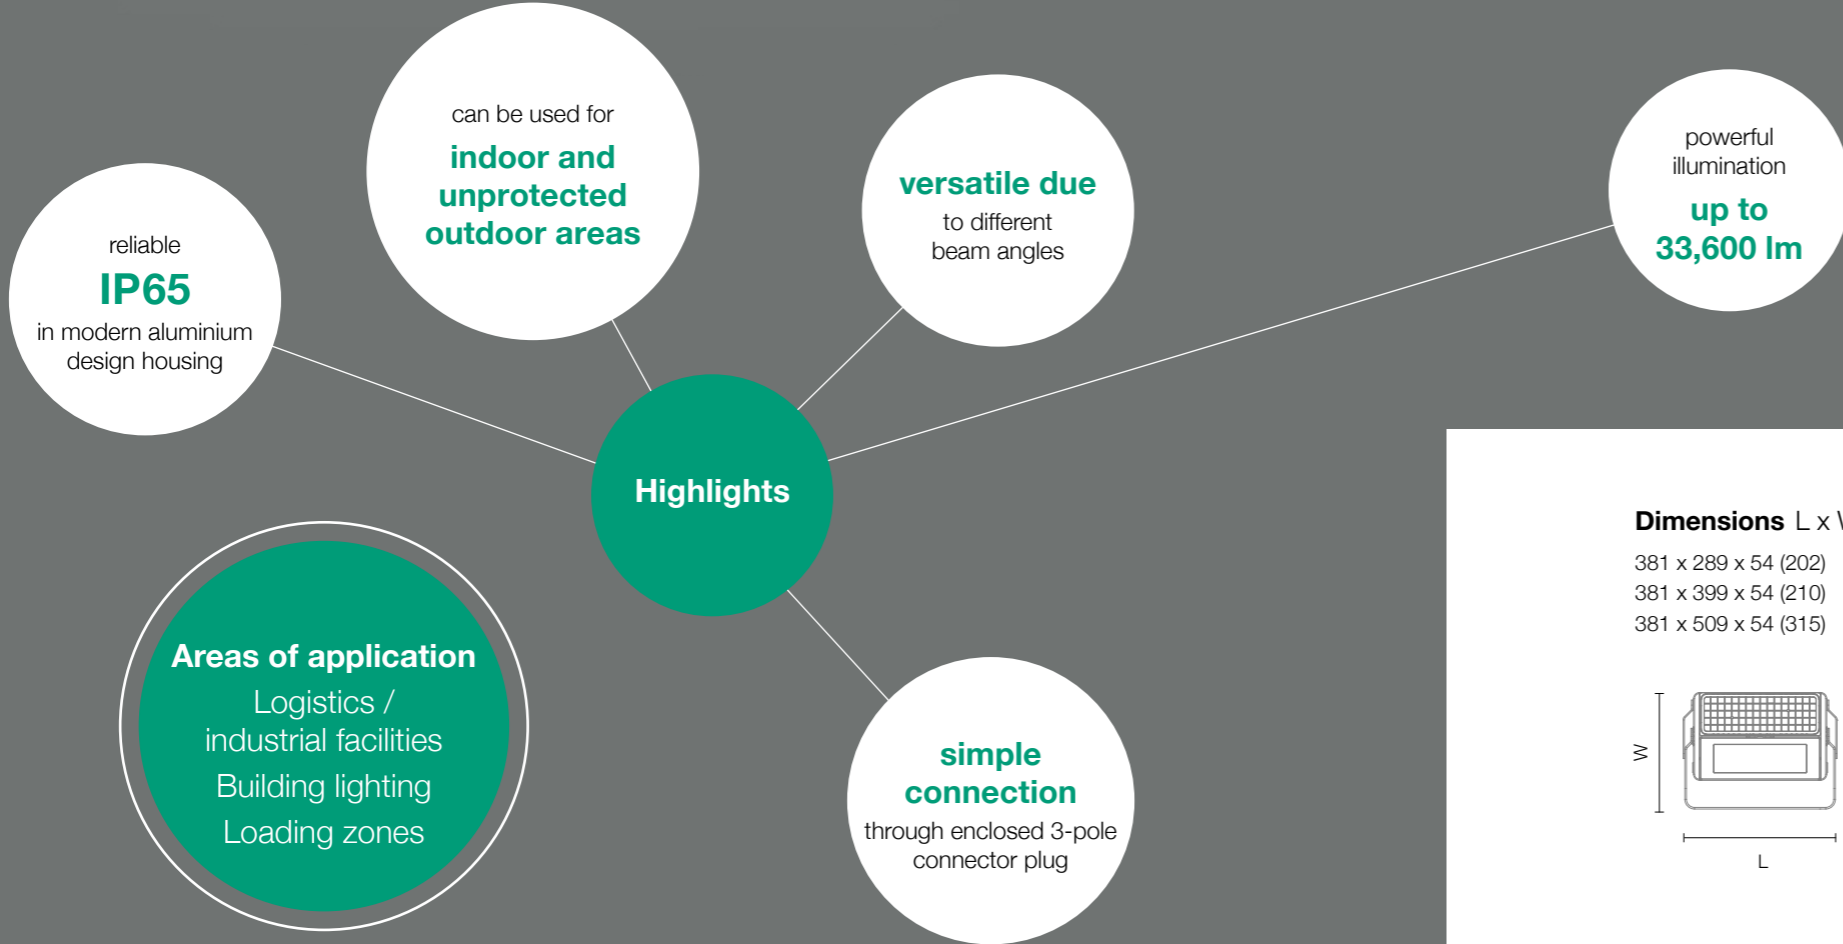 reliable
IP65
in modern aluminium
design housing
can be used for
indoor and
unprotected
outdoor areas
versatile due
to different
beam angles
powerful
illumination
up to
33,600 lm
Highlights
Areas of application
Logistics /
industrial facilities
Building lighting
Loading zones
simple
connection
through enclosed 3-pole
connector plug
Dimensions L x
381 x 289 x 54 (202)
381 x 399 x 54 (210)
381 x 509 x 54 (315)
W
L